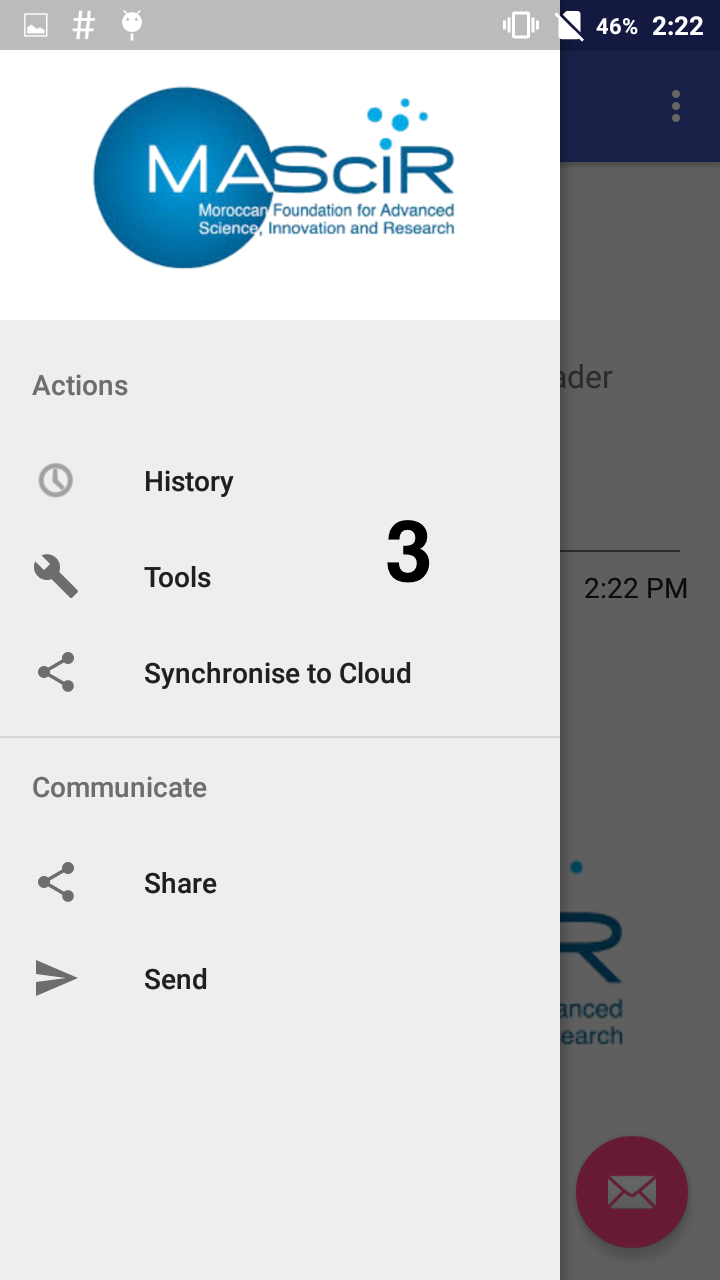 46% 2:22
MASciR
Moroccan Foundation for Advanced
Science, Innovation and Research
ader
Actions
History
3
Tools
2:22 PM
Synchronise to Cloud
Communicate
Share
R
Send
anced
earch